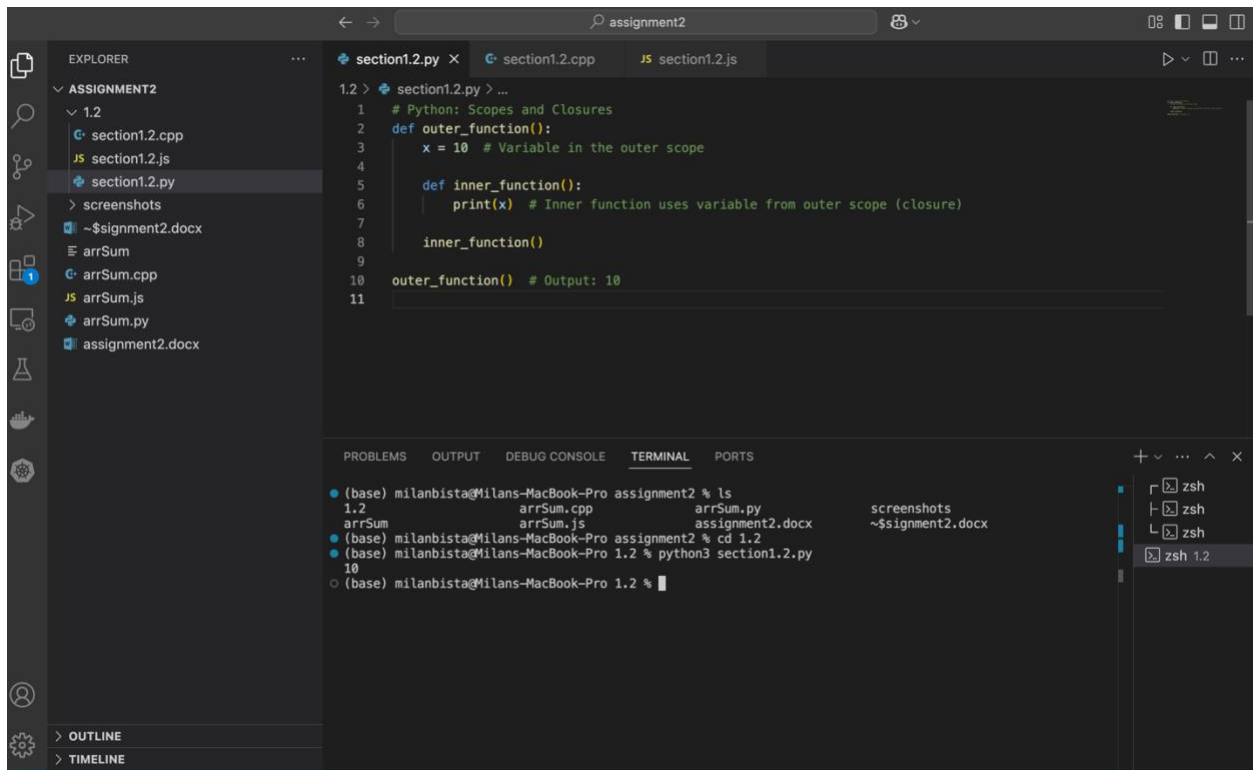 assignment2
EXPLORER
ASSIGNMENT2
1.2
section1.2.cpp
JS section1.2.js
section1.2.py
screenshots
~$signment2.docx
arrSum
arrSum.cpp
JS arrSum.js
arrSum.py
assignment2.docx
1
OUTLINE
TIMELINE
section1.2.py
section1.2.cpp
JS section1.2.js
1.2 > section1.2.py > ...
1 # Python: Scopes and Closures
2 def outer_function():
3 x = 10 # Variable in the outer scope
4
5 def inner_function():
6 print(x) # Inner function uses variable from outer scope (closure)
7
8 inner_function()
9
10 outer_function() # Output: 10
11
PROBLEMS OUTPUT DEBUG CONSOLE TERMINAL PORTS
(base) milanbista@Milans-MacBook-Pro assignment2 % ls
1.2 arrSum.cpp arrSum.py screenshots
arrSum arrSum.js assignment2.docx ~$signment2.docx
(base) milanbista@Milans-MacBook-Pro assignment2 % cd 1.2
(base) milanbista@Milans-MacBook-Pro 1.2 % python3 section1.2.py
10
(base) milanbista@Milans-MacBook-Pro 1.2 %
zsh
zsh
zsh
zsh 1.2